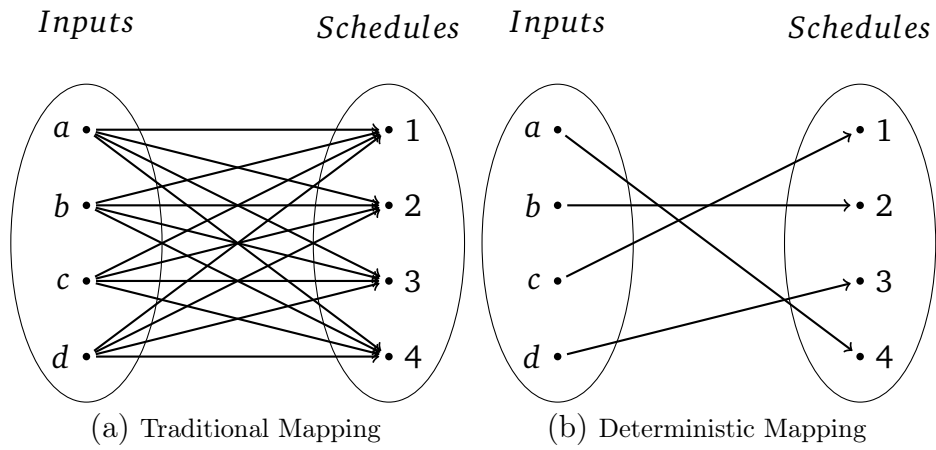 Inputs Schedules Inputs Schedules
a 1 a 1
b 2 b 2
c 3 c 3
d 4 d 4
(a) Traditional Mapping (b) Deterministic Mapping